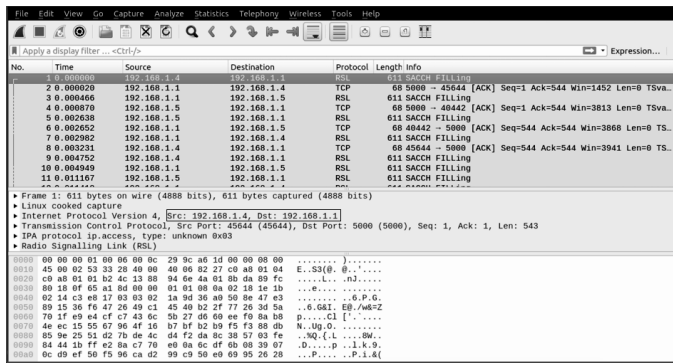 File Edit View Go Capture Analyze Statistics Telephony Wireless Tools Help
Apply a display filter ... <Ctrl-/> Expression...
No. Time Source Destination Protocol Length Info
1 0.000000 192.168.1.4 192.168.1.1 RSL 611 SACCH FILLing
2 0.000020 192.168.1.1 192.168.1.4 TCP 68 5000 → 45644 [ACK] Seq=1 Ack=544 Win=1452 Len=0 TSva…
3 0.000466 192.168.1.1 192.168.1.5 RSL 611 SACCH FILLing
4 0.000870 192.168.1.5 192.168.1.1 TCP 68 5000 → 40442 [ACK] Seq=1 Ack=544 Win=3813 Len=0 TSva…
5 0.002638 192.168.1.5 192.168.1.1 RSL 611 SACCH FILLing
6 0.002652 192.168.1.1 192.168.1.5 TCP 68 40442 → 5000 [ACK] Seq=544 Ack=544 Win=3868 Len=0 TS…
7 0.002982 192.168.1.1 192.168.1.4 RSL 611 SACCH FILLing
8 0.003231 192.168.1.4 192.168.1.1 TCP 68 45644 → 5000 [ACK] Seq=544 Ack=544 Win=3941 Len=0 TS…
9 0.004752 192.168.1.4 192.168.1.1 RSL 611 SACCH FILLing
10 0.004949 192.168.1.1 192.168.1.5 RSL 611 SACCH FILLing
11 0.011167 192.168.1.5 192.168.1.1 RSL 611 SACCH FILLing
Frame 1: 611 bytes on wire (4888 bits), 611 bytes captured (4888 bits)
Linux cooked capture
Internet Protocol Version 4, Src: 192.168.1.4, Dst: 192.168.1.1
Transmission Control Protocol, Src Port: 45644 (45644), Dst Port: 5000 (5000), Seq: 1, Ack: 1, Len: 543
IPA protocol ip.access, type: unknown 0x03
Radio Signalling Link (RSL)
0000 00 00 00 01 00 06 00 0c 29 9c a6 1d 00 00 08 00 ........ ).......
0010 45 00 02 53 33 28 40 00 40 06 82 27 c0 a8 01 04 E..S3(@. @..'....
0020 c0 a8 01 01 b2 4c 13 88 94 6e 4a 01 8b da 89 fc .....L.. .nJ.....
0030 80 18 0f 65 a1 8d 00 00 01 01 08 0a 02 18 1e 1b ...e.... ........
0040 02 14 c3 e8 17 03 03 02 1a 9d 36 a0 50 8e 47 e3 ........ ..6.P.G.
0050 89 15 36 f6 47 26 49 c1 45 40 b2 2f 77 26 3d 5a ..6.G&I. E@./w&=Z
0060 70 1f e9 e4 cf c7 43 6c 5b 27 d6 60 ee f0 8a b8 p.....Cl ['.`....
0070 4e ec 15 55 67 96 4f 16 b7 bf b2 b9 f5 f3 88 db N..Ug.O. ........
0080 85 9e 25 51 d2 7b de 4c d4 f2 da 8c 38 57 03 fe ..%Q.{.L ....8W..
0090 84 44 1b ff e2 8a c7 70 e0 0a 6c df 6b 08 39 07 .D.....p ..l.k.9.
00a0 0c d9 ef 50 f5 96 ca d2 99 c9 50 e0 69 95 26 28 ...P.... ..P.i.&(